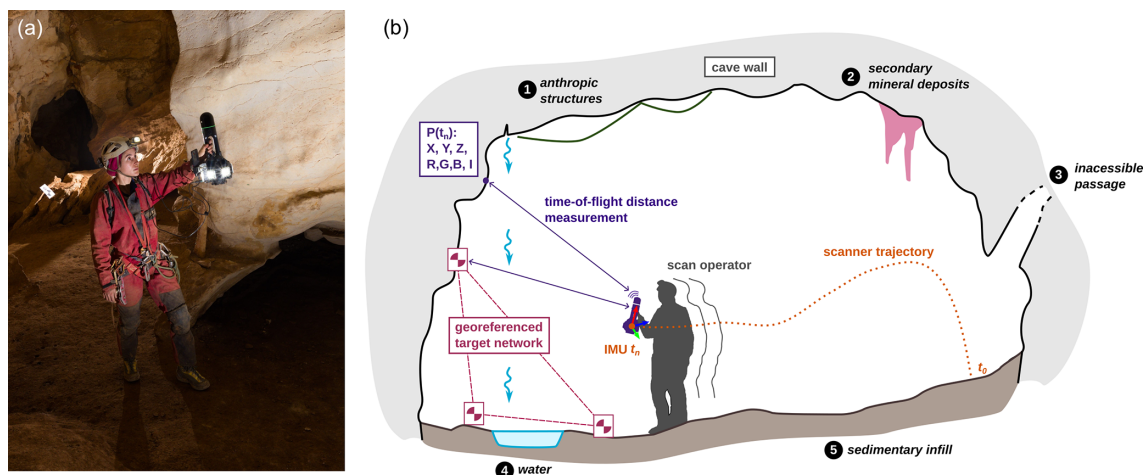 (a)
(b)
cave wall
1 anthropic
structures
2 secondary
mineral deposits
P(tn):
X, Y, Z,
R,G,B, I
3 inacessible
passage
time-of-flight distance
measurement
scanner trajectory
scan operator
georeferenced
target network
IMU tn
t0
4 water
5 sedimentary infill